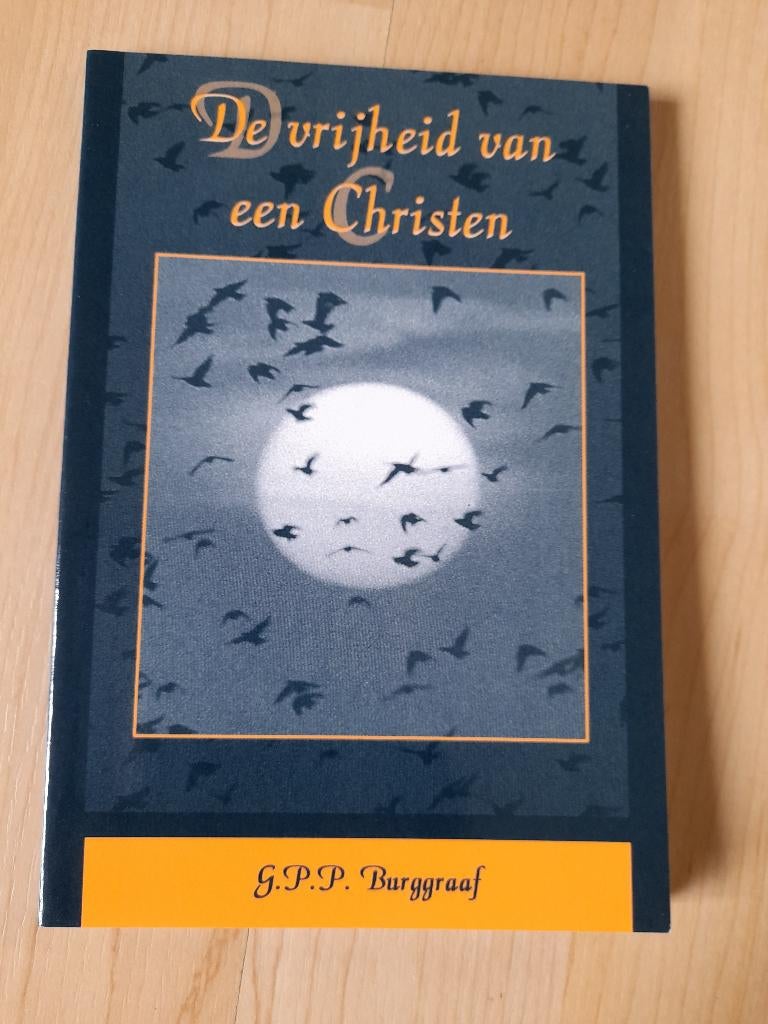 De vrijheid van
een Christen
G.P.P. Burggraaf